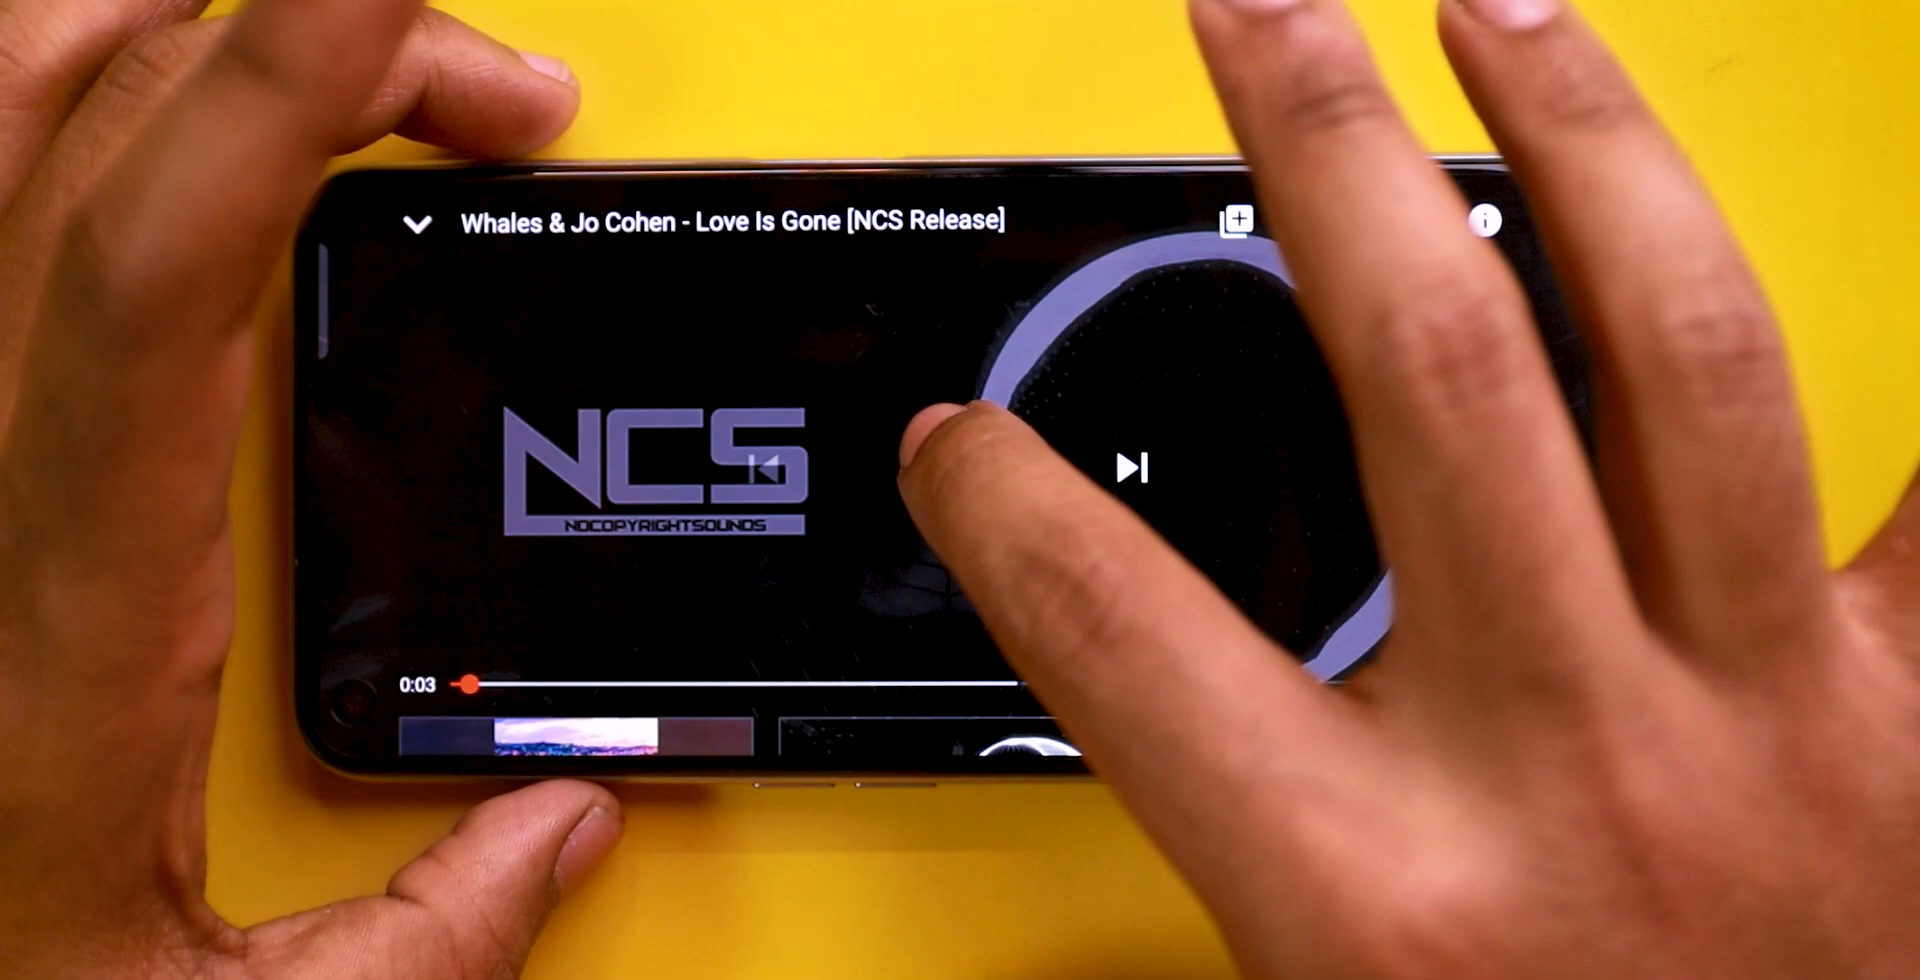 Whales & Jo Cohen - Love Is Gone [NCS Release]
NCS
NOCOPYRIGHTSOUNDS
0:03